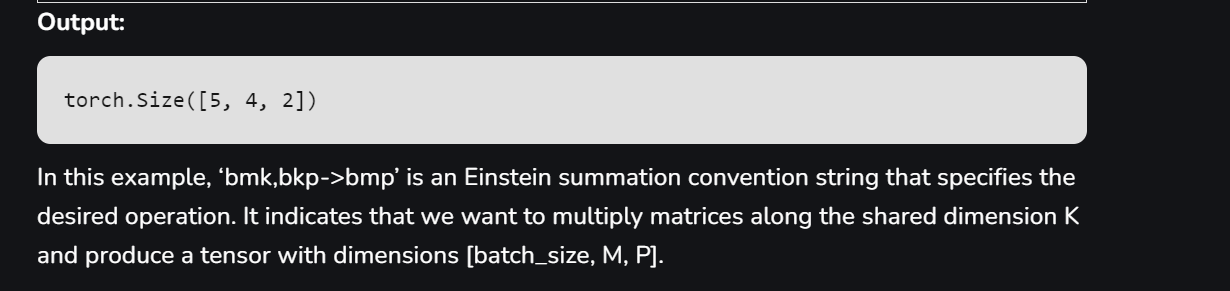 Output:
torch.Size([5, 4, 2])
In this example, ‘bmk,bkp->bmp’ is an Einstein summation convention string that specifies the
desired operation. It indicates that we want to multiply matrices along the shared dimension K
and produce a tensor with dimensions [batch_size, M, P].